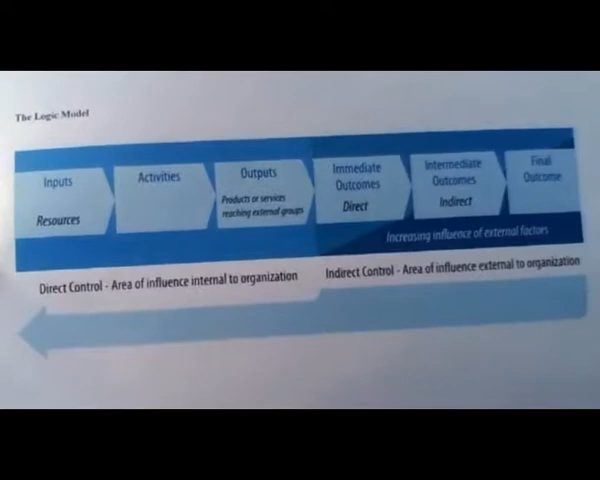 The Logic Model
Inputs
Resources
Activities
Outputs
Products or services
reaching external groups
Immediate
Outcomes
Direct
Intermediate
Outcomes
Indirect
Final
Outcome
Increasing influence of external factors
Direct Control - Area of influence internal to organization
Indirect Control - Area of influence external to organization